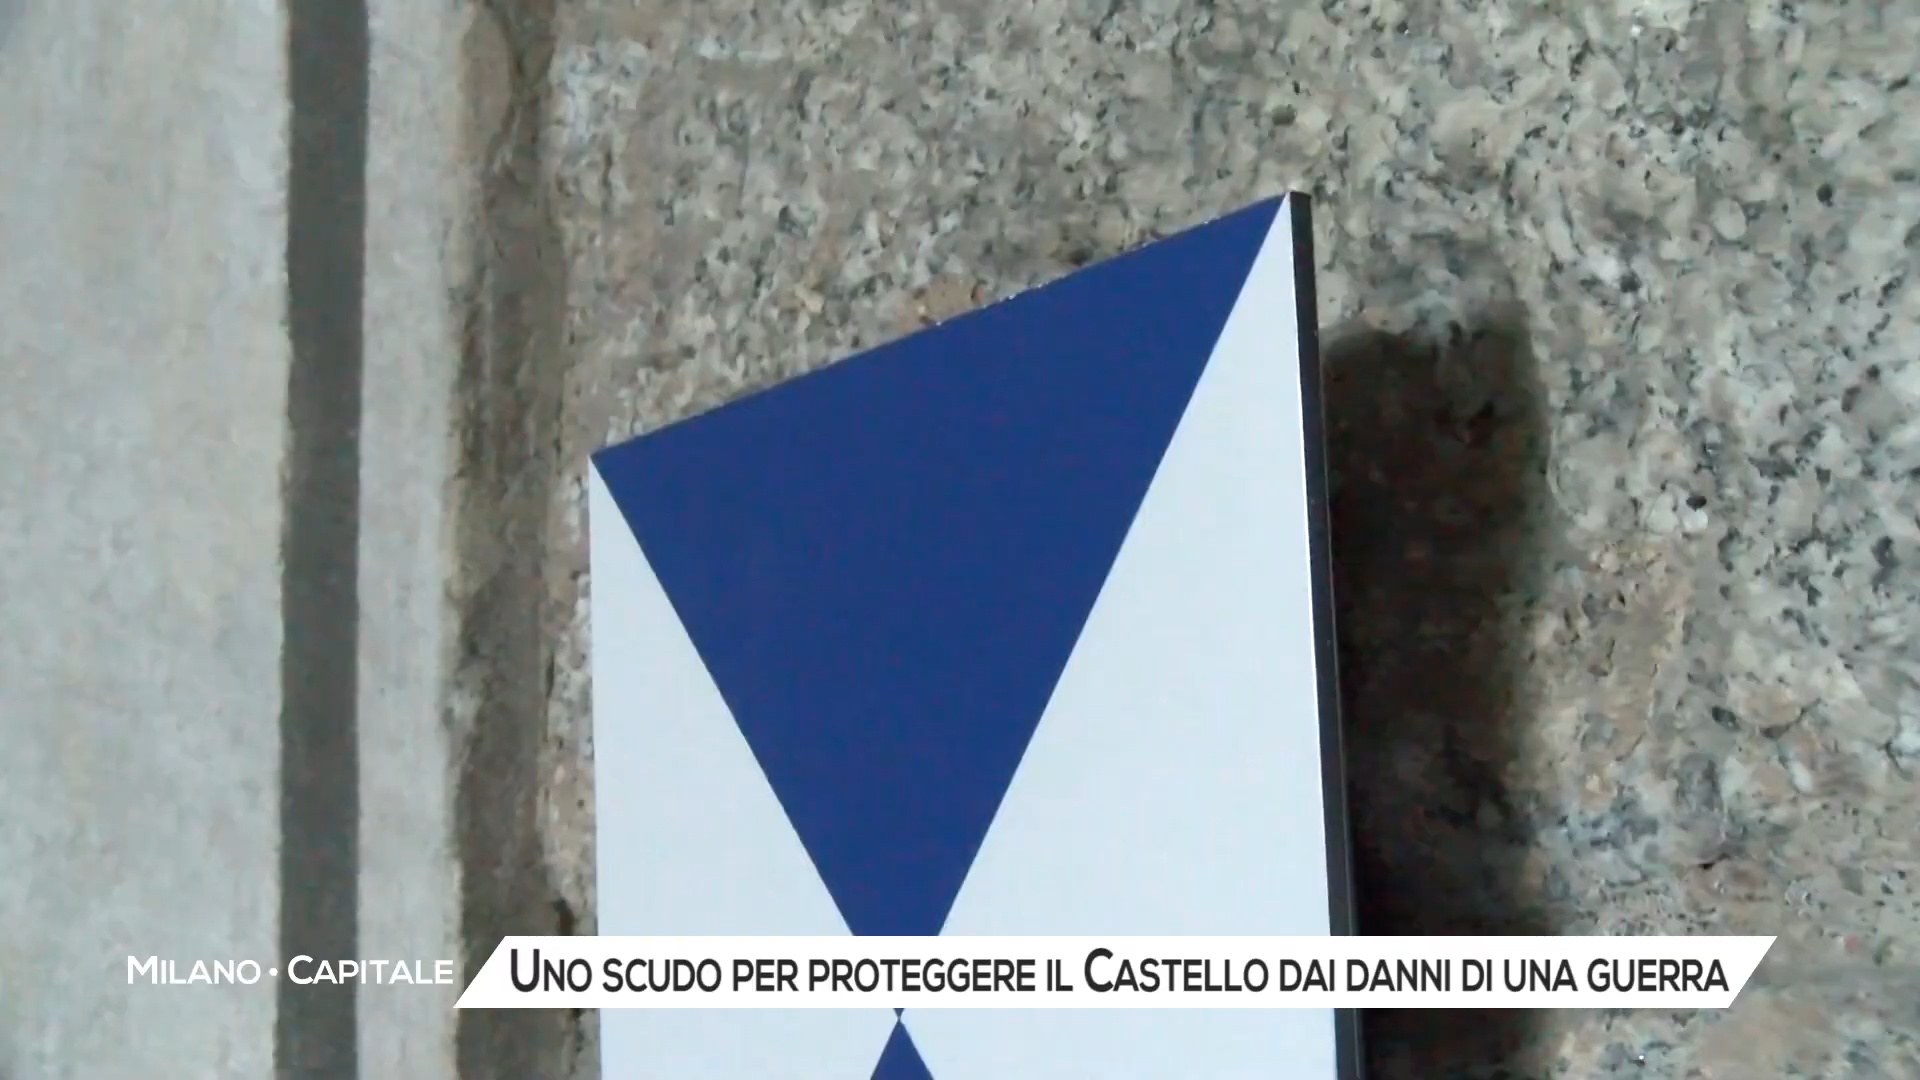 Milano • Capitale
Uno scudo per proteggere il Castello dai danni di una guerra